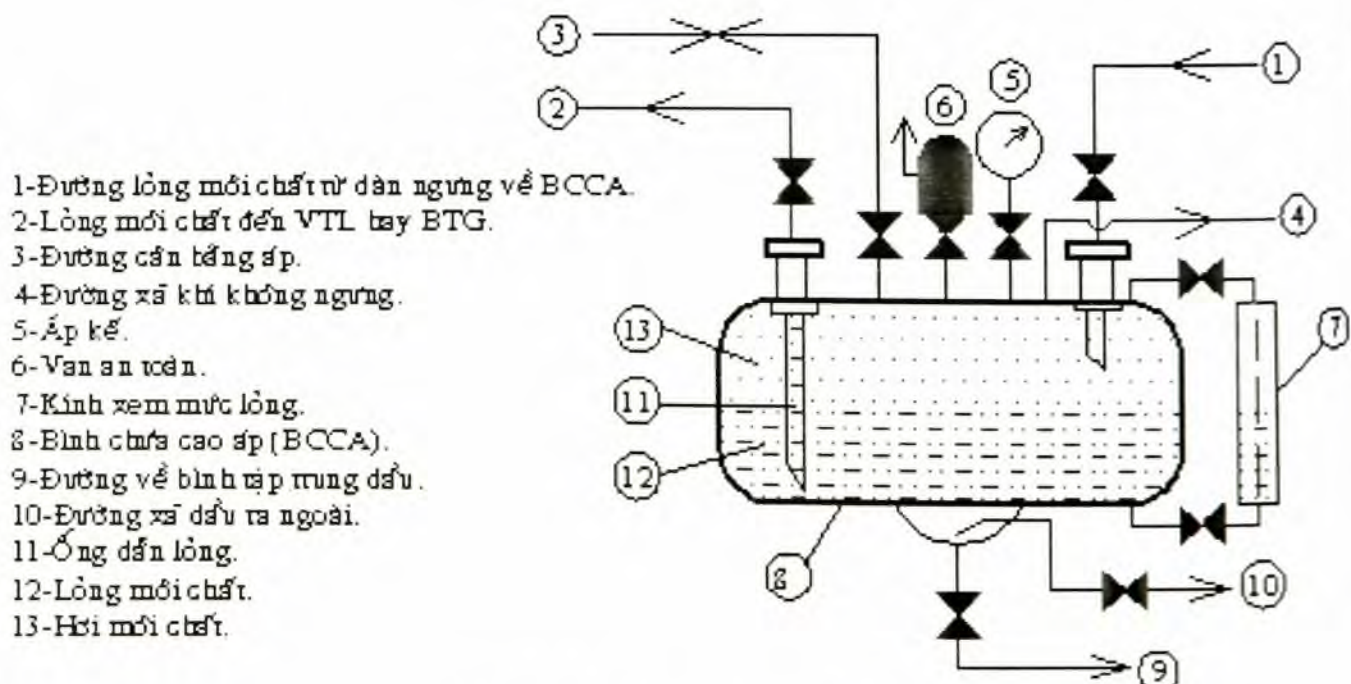 1-Đường lỏng môi chất từ dàn ngưng về BCCA.
2-Lỏng môi chất đến VTL hay BTG.
3-Đường cân bằng áp.
4-Đường xả khí không ngưng.
5-Áp kế.
6-Van an toàn.
7-Kính xem mức lỏng.
8-Bình chứa cao áp (BCCA).
9-Đường về bình tập trung dầu.
10-Đường xả dầu ra ngoài.
11-Ống dẫn lỏng.
12-Lỏng môi chất.
13-Hơi môi chất.
3
5
1
2
6
4
13
7
11
12
8
10
9